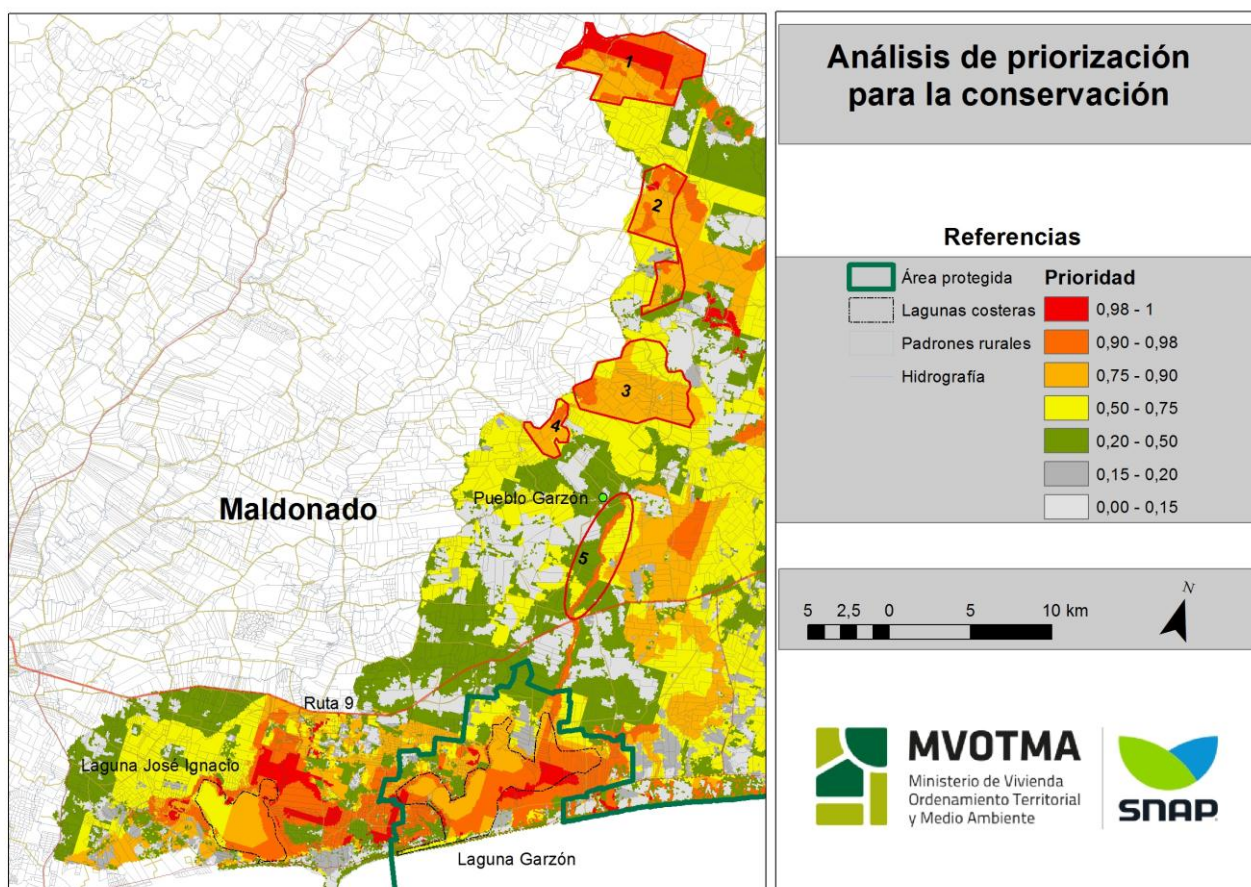 1
2
3
4
Pueblo Garzón
Maldonado
5
Ruta 9
Laguna José Ignacio
Laguna Garzón
Análisis de priorización
para la conservación
Referencias
Área protegida
Lagunas costeras
Padrones rurales
Hidrografía
Prioridad
0,98 - 1
0,90 - 0,98
0,75 - 0,90
0,50 - 0,75
0,20 - 0,50
0,15 - 0,20
0,00 - 0,15
5 2,5 0 5 10 km
N
MVOTMA
Ministerio de Vivienda
Ordenamiento Territorial
y Medio Ambiente
SNAP